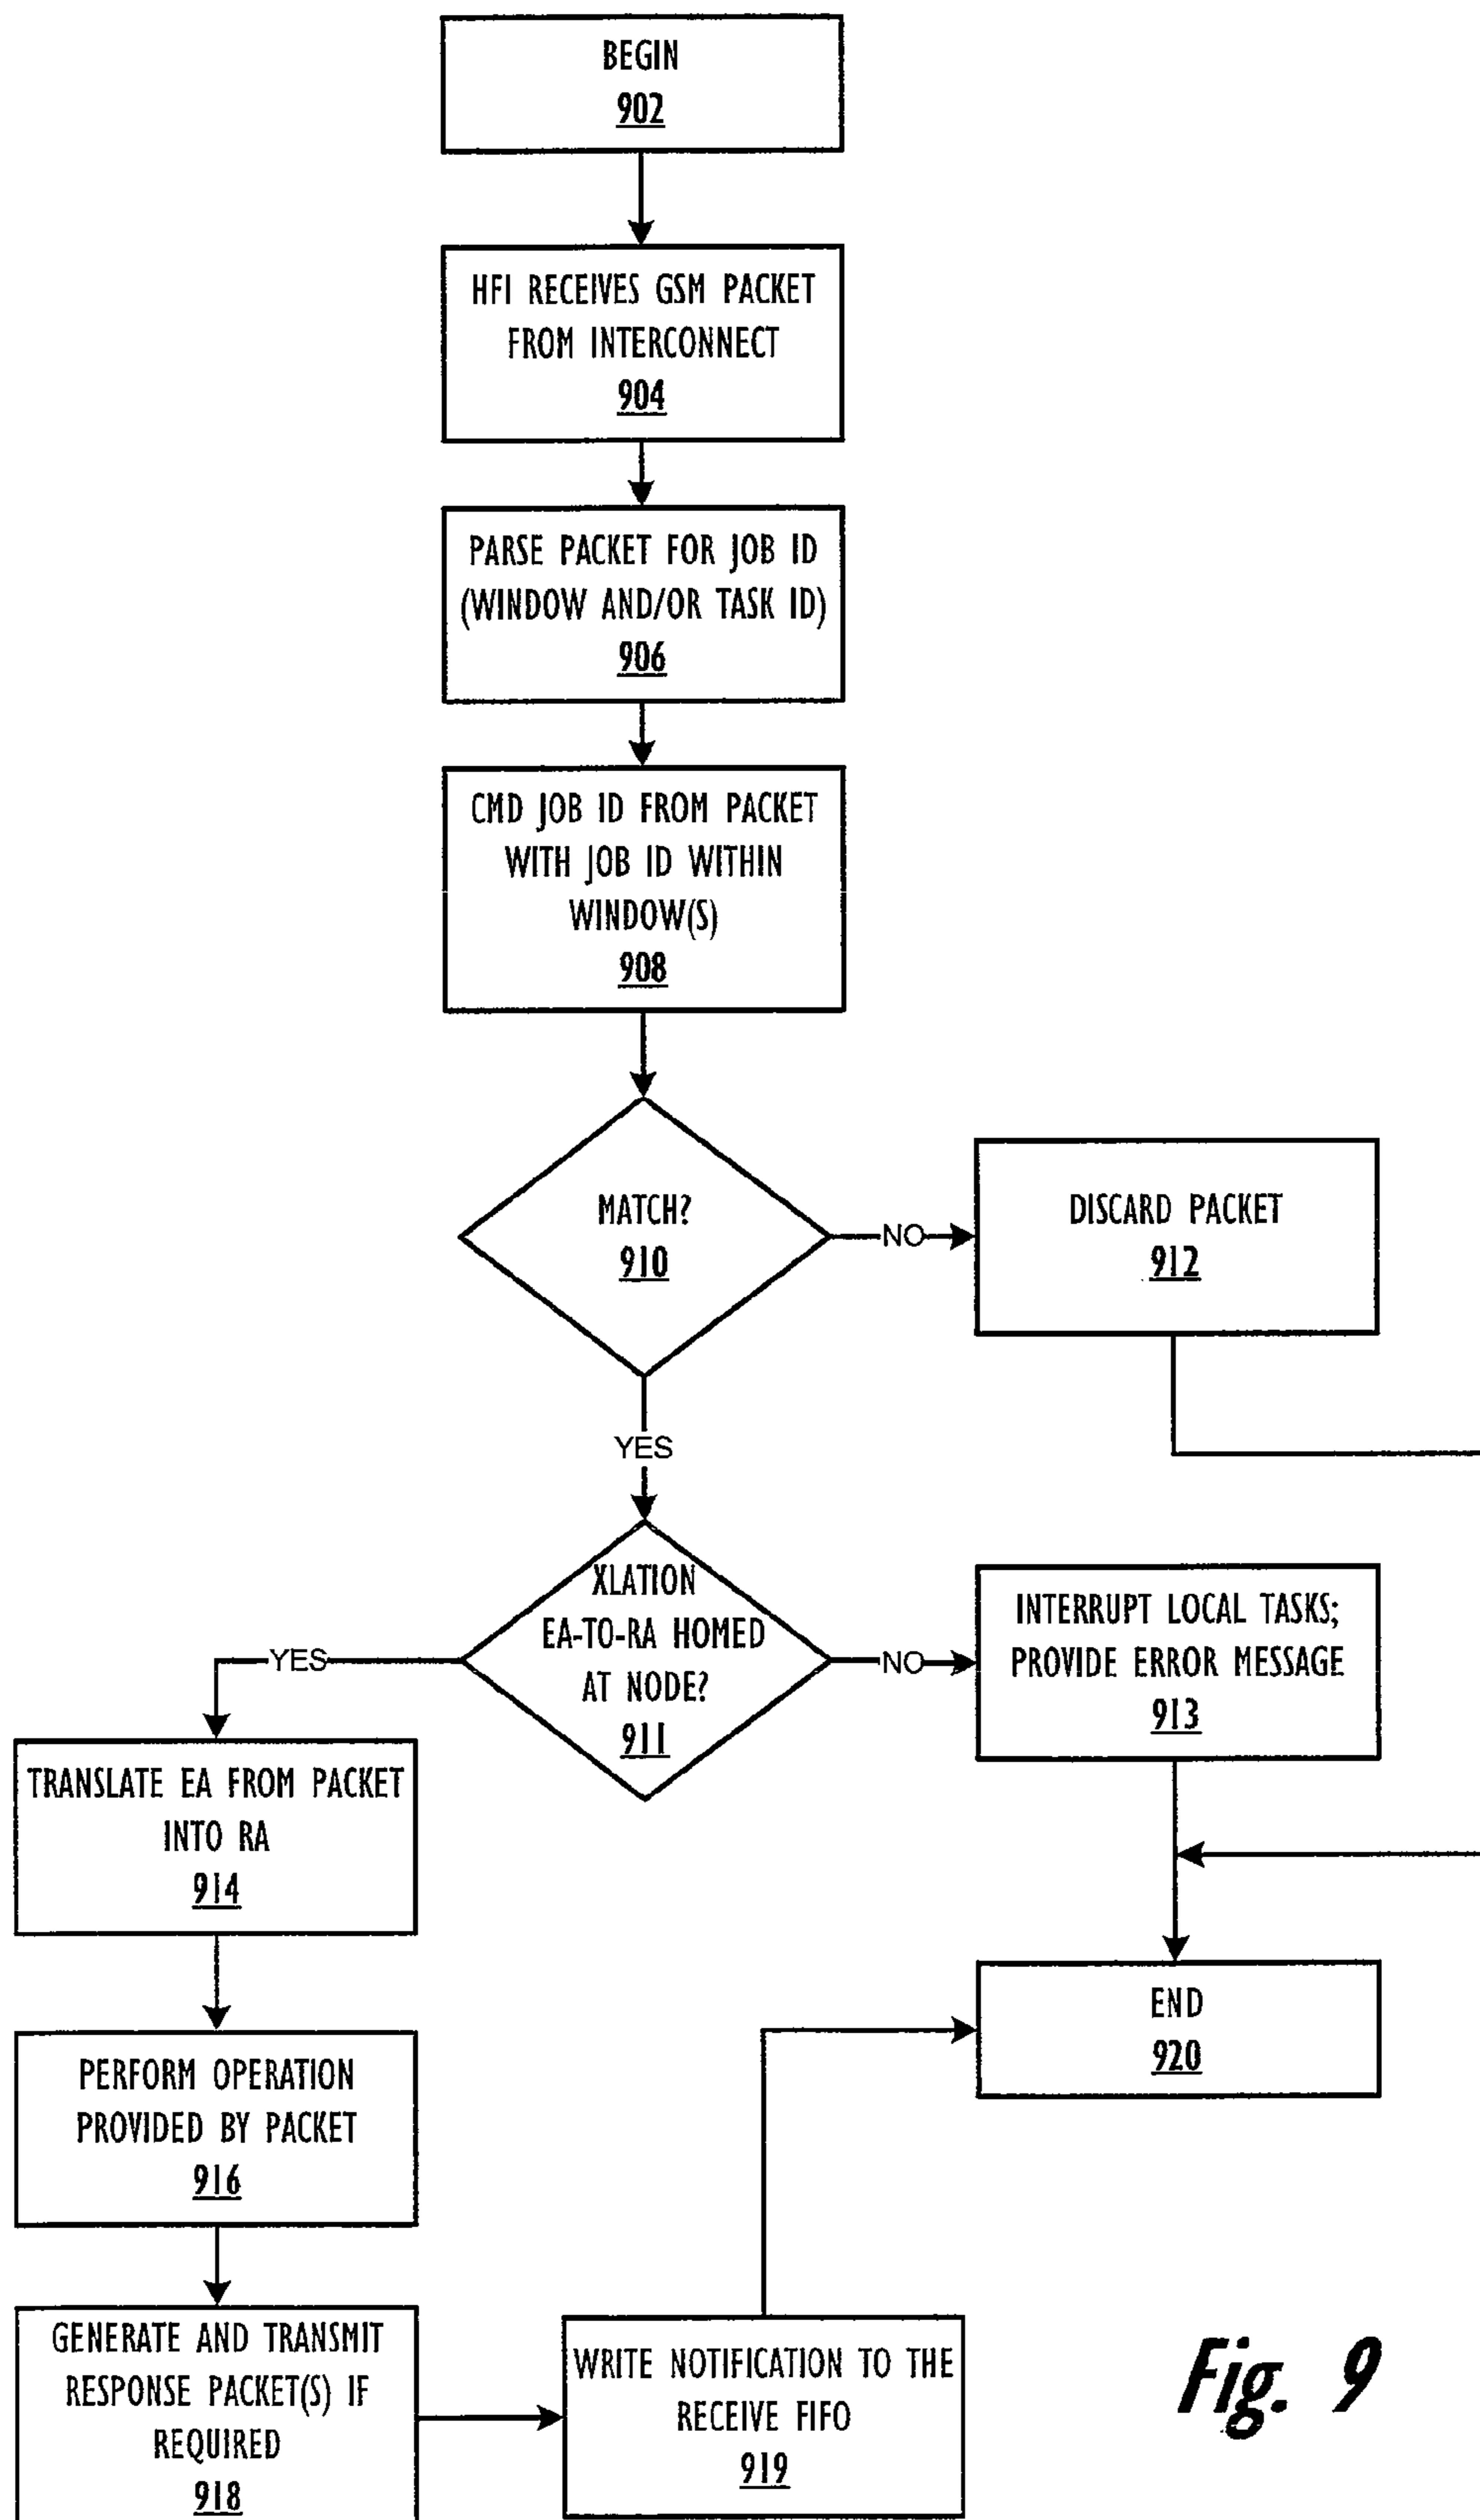 BEGIN
902
HFI RECEIVES GSM PACKET
FROM INTERCONNECT
904
PARSE PACKET FOR JOB ID
(WINDOW AND/OR TASK ID)
906
CMD JOB ID FROM PACKET
WITH JOB ID WITHIN
WINDOW(S)
908
MATCH?
910
NO
DISCARD PACKET
912
YES
XLATION
EA-TO-RA HOMED
AT NODE?
911
NO
INTERRUPT LOCAL TASKS;
PROVIDE ERROR MESSAGE
913
YES
TRANSLATE EA FROM PACKET
INTO RA
914
PERFORM OPERATION
PROVIDED BY PACKET
916
GENERATE AND TRANSMIT
RESPONSE PACKET(S) IF
REQUIRED
918
WRITE NOTIFICATION TO THE
RECEIVE FIFO
919
END
920
Fig. 9